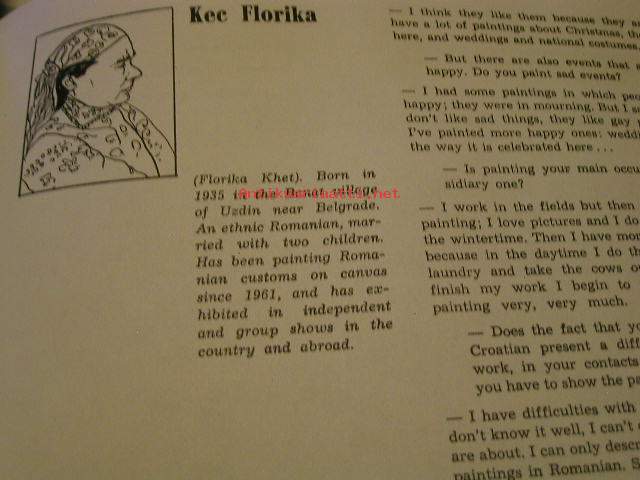 Kec Florika
(Florika Khet). Born in
1935 in the Banat village
of Uzdin near Belgrade.
An ethnic Romanian, mar-
ried with two children.
Has been painting Roma-
nian customs on canvas
since 1961, and has ex-
hibited in independent
and group shows in the
country and abroad.
— I think they like them because they
have a lot of paintings about Christmas,
here, and weddings and national costumes.
— But there are also events that
happy. Do you paint sad events?
— I had some paintings in which
happy; they were in mourning. But I
don't like sad things, they like gay
I've painted more happy ones:
the way it is celebrated here...
— Is painting your main
sidiary one?
— I work in the fields but then
painting; I love pictures and I do
the wintertime. Then I have
because in the daytime I do
laundry and take the cows
finish my work I begin to
painting very, very much.
— Does the fact that
Croatian present a
work, in your contacts
you have to show the
— I have difficulties with
don't know it well, I can't
are about. I can only
paintings in Romanian.